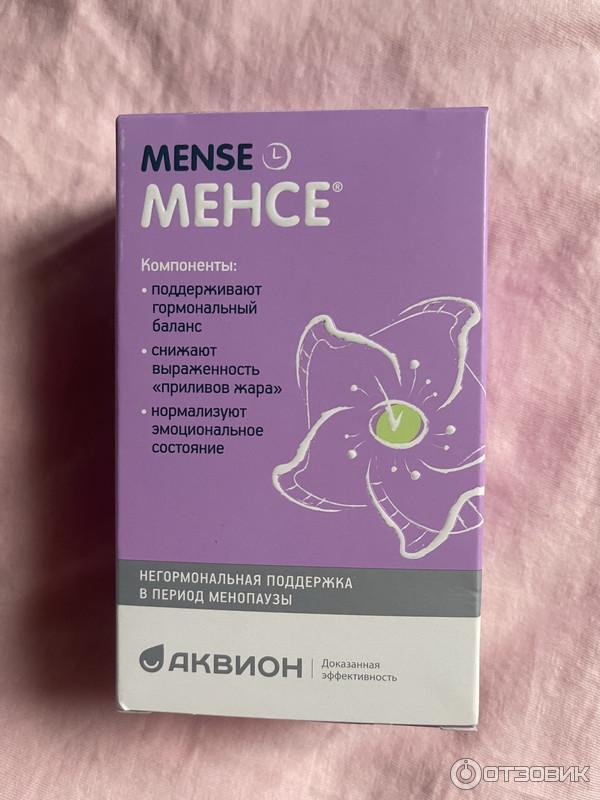 MENSE
МЕНСЕ®
Компоненты:
• поддерживают
гормональный
баланс
• снижают
выраженность
«приливов жара»
• нормализуют
эмоциональное
состояние
НЕГОРМОНАЛЬНАЯ ПОДДЕРЖКА
В ПЕРИОД МЕНОПАУЗЫ
АКВИОН
Доказанная
эффективность
ОТЗОВИК